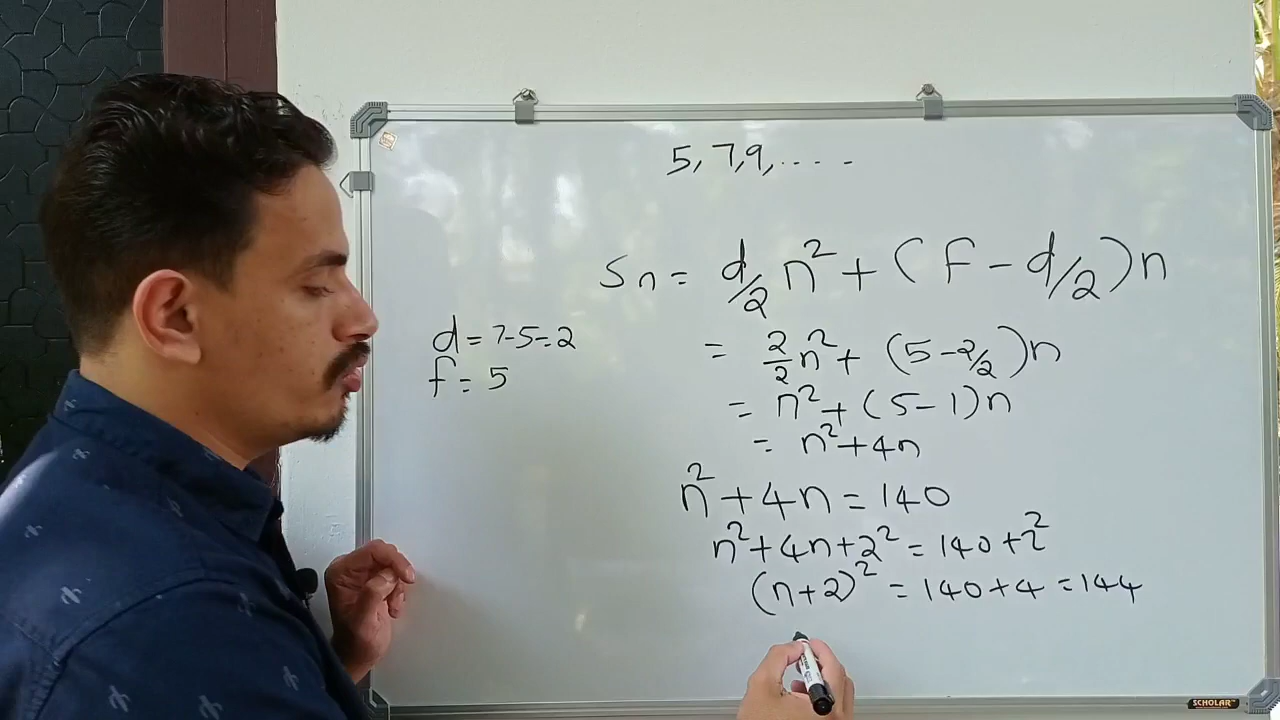 5, 7, 9, ....
Sn = d/2 n² + (f - d/2)n
d = 7-5=2
f = 5
= 2/2 n² + (5 - 2/2)n
= n² + (5 - 1)n
= n² + 4n
n² + 4n = 140
n² + 4n + 2² = 140 + 2²
(n+2)² = 140 + 4 = 144
SCHOLAR